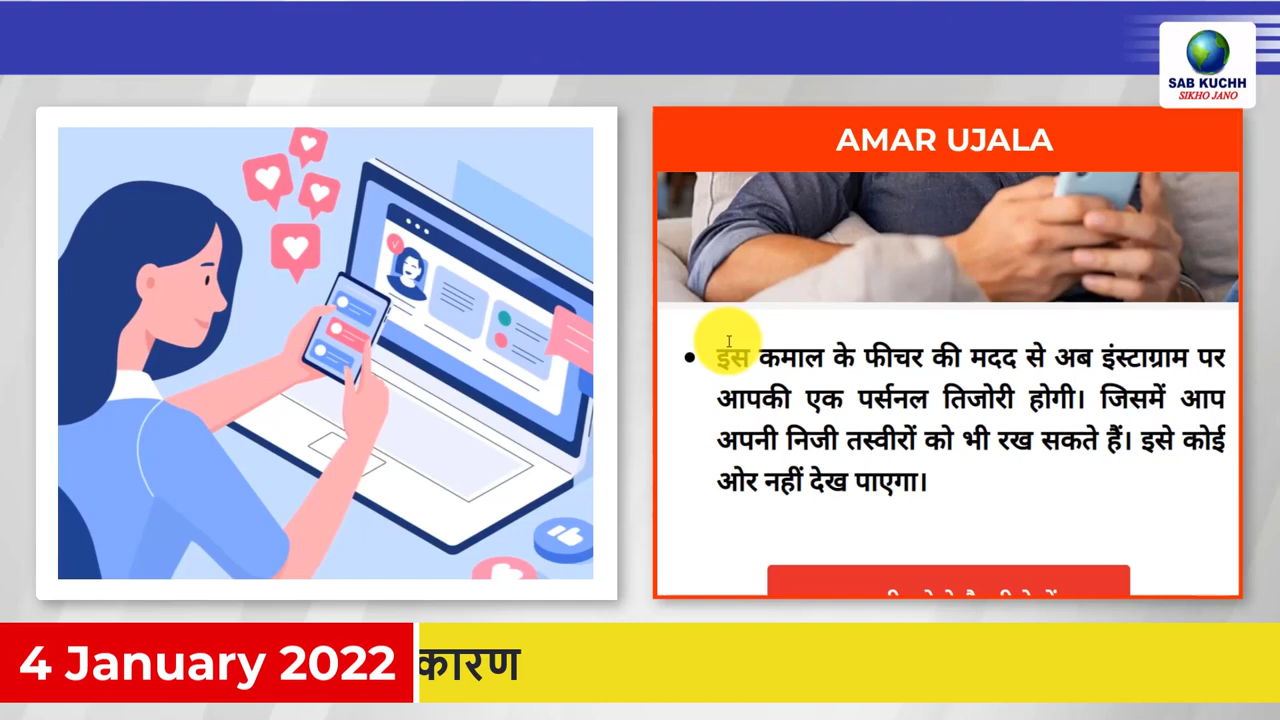 SAB KUCHH
SIKHO JANO
AMAR UJALA
• इस कमाल के फीचर की मदद से अब इंस्टाग्राम पर
आपकी एक पर्सनल तिजोरी होगी। जिसमें आप
अपनी निजी तस्वीरों को भी रख सकते हैं। इसे कोई
ओर नहीं देख पाएगा।
4 January 2022
कारण